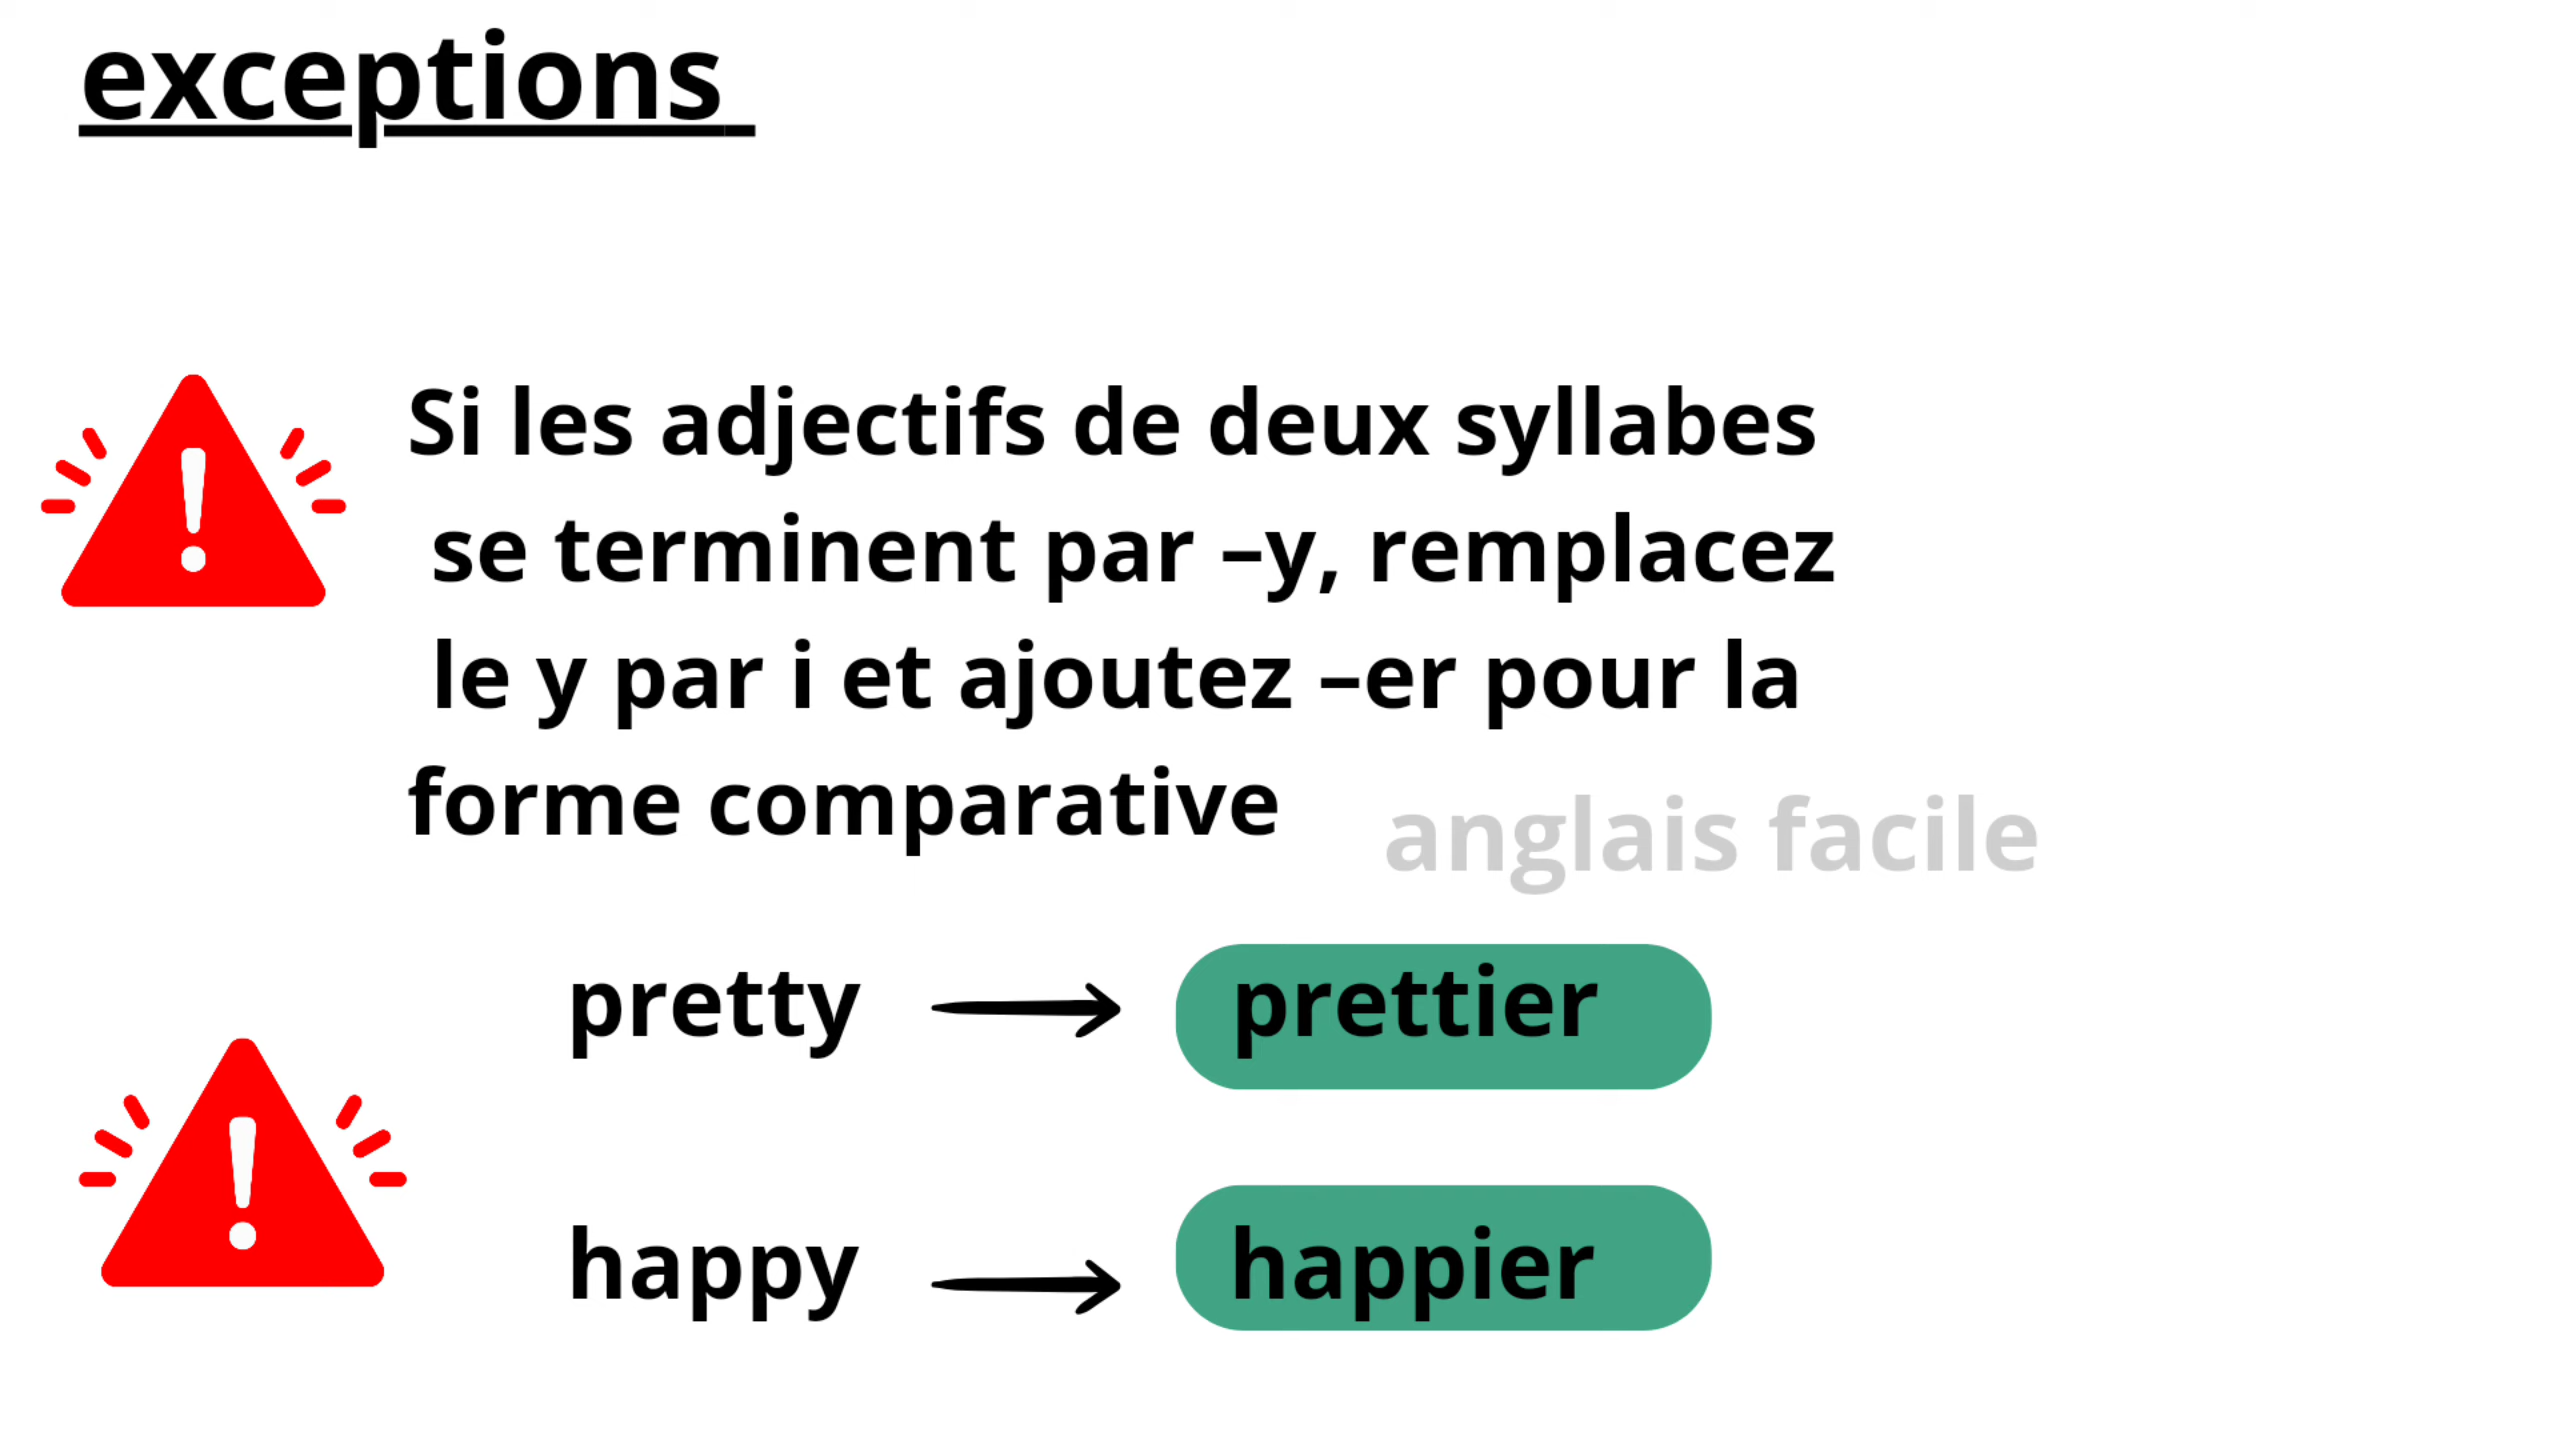 exceptions
Si les adjectifs de deux syllabes
se terminent par –y, remplacez
le y par i et ajoutez –er pour la
forme comparative
anglais facile
pretty → prettier
happy → happier